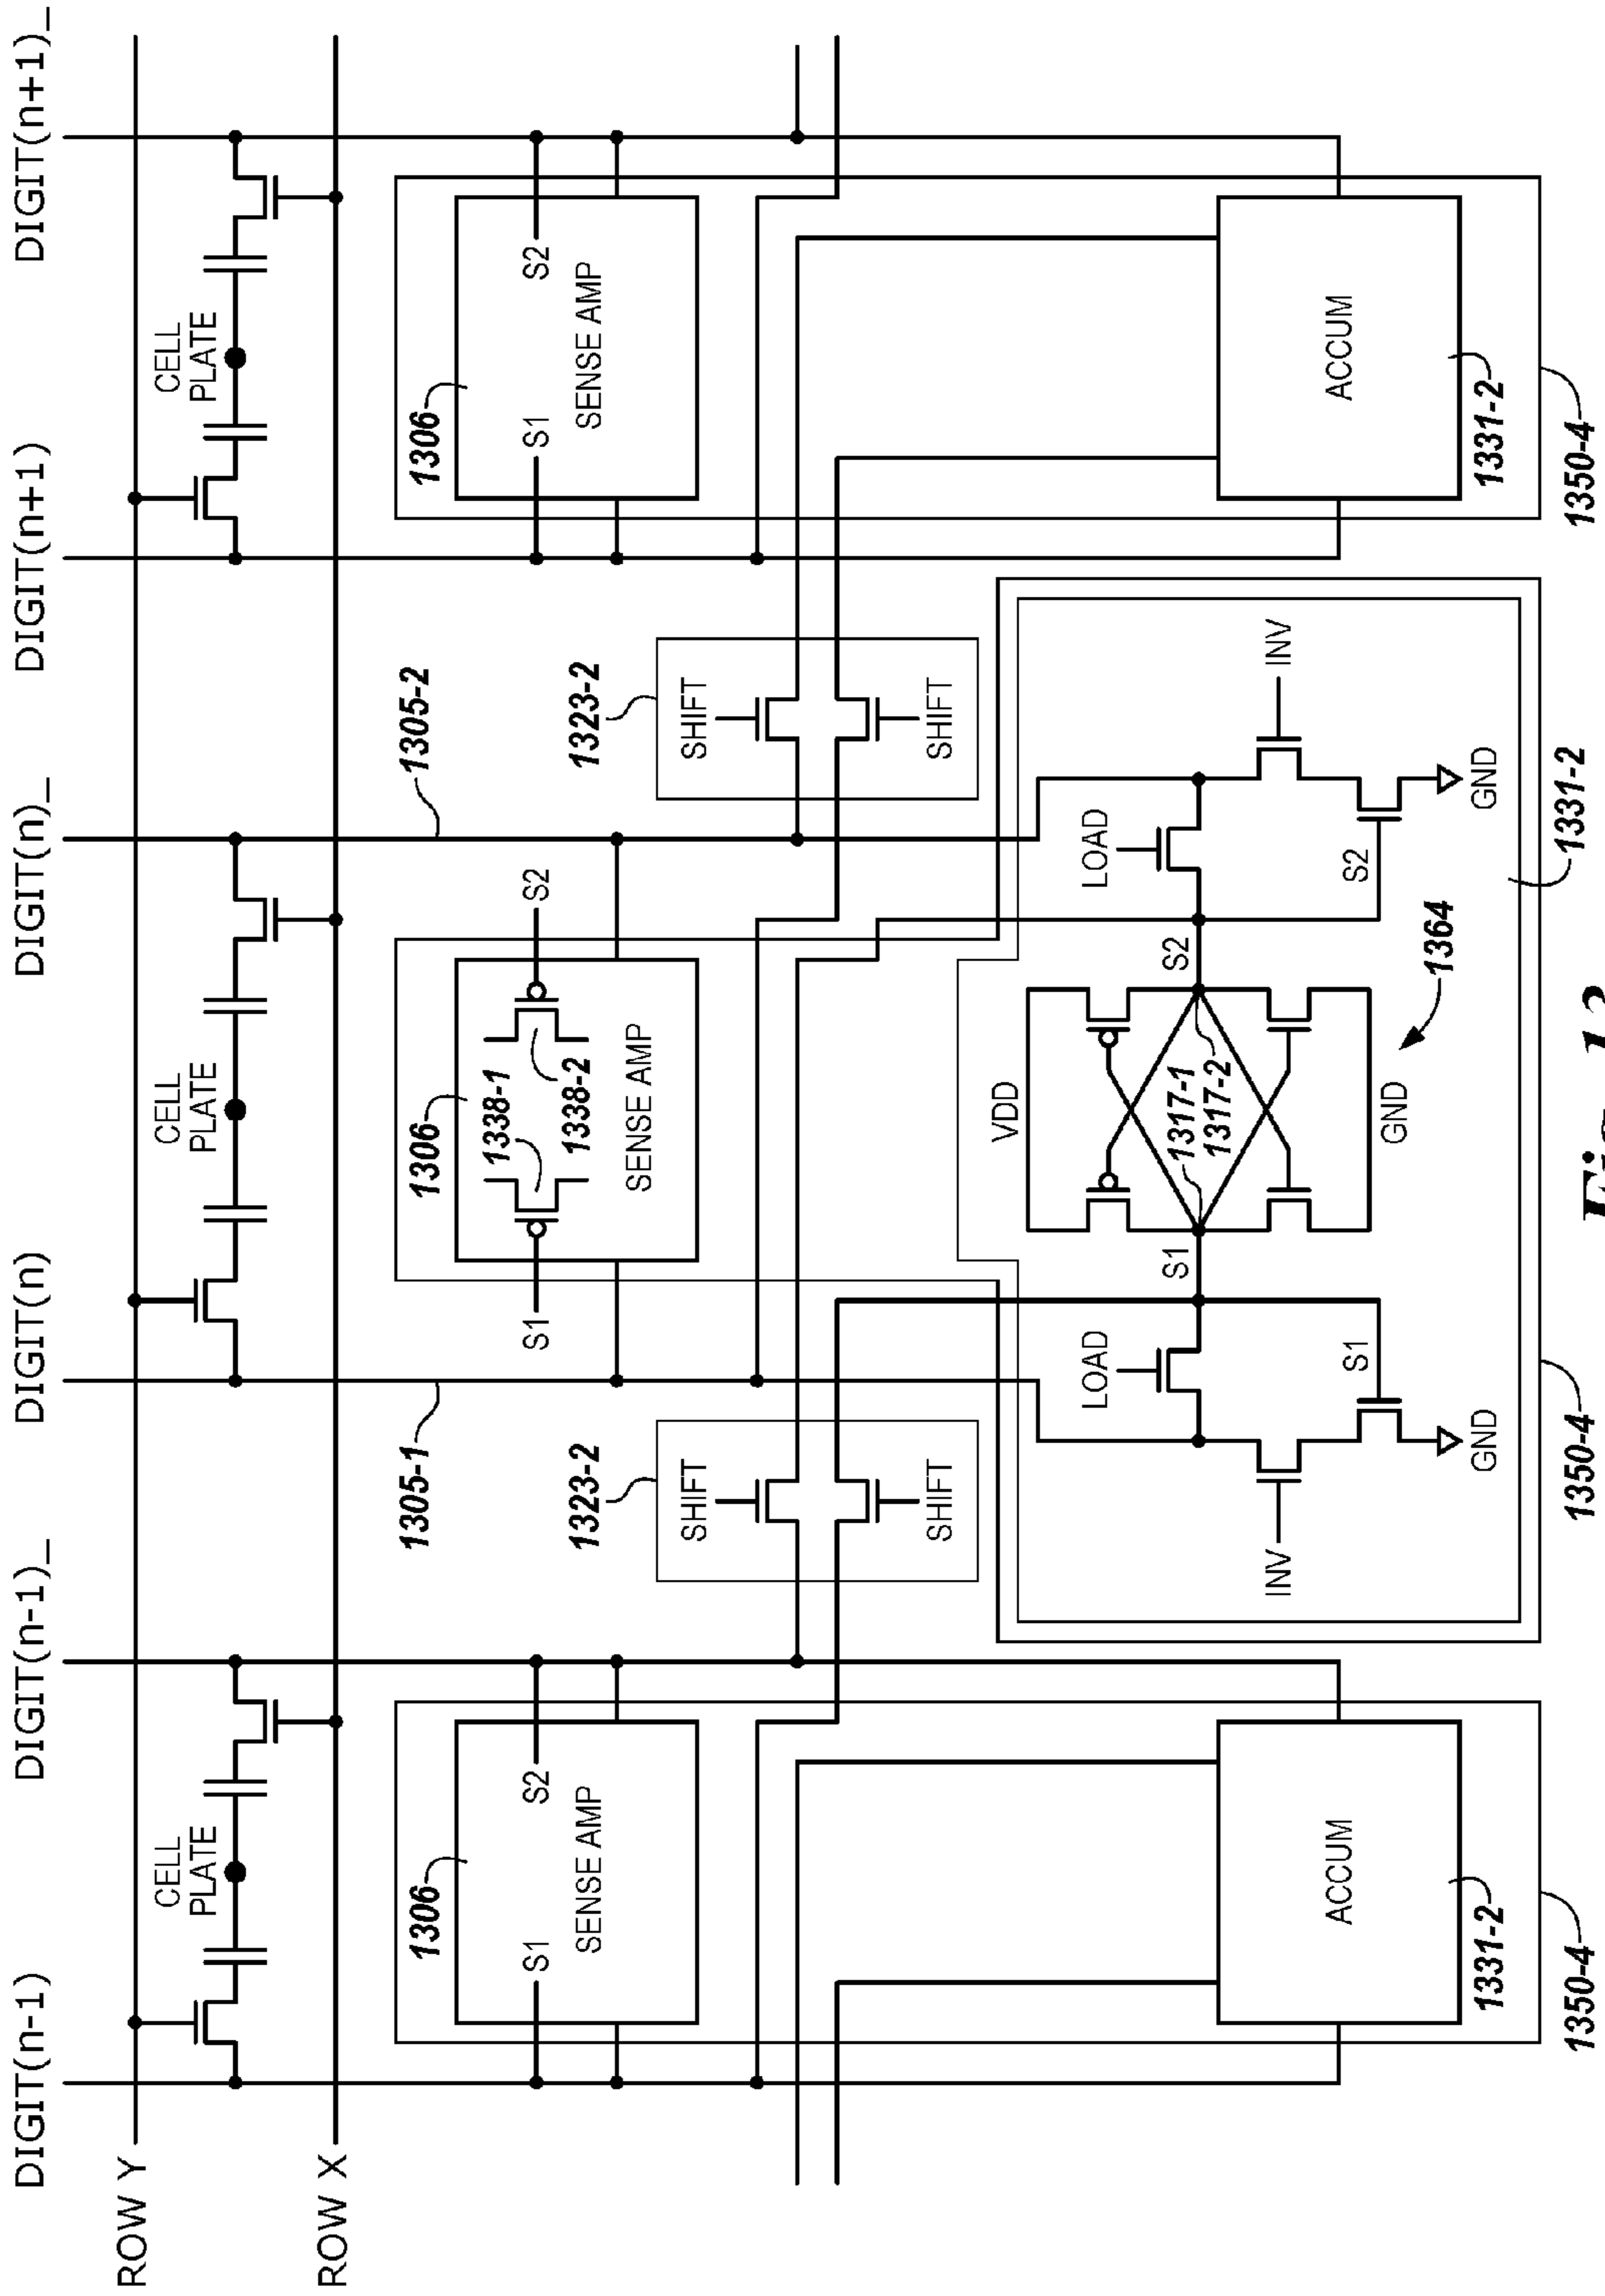 DIGIT(n-1)
DIGIT(n-1)_
DIGIT(n)
DIGIT(n)_
DIGIT(n+1)
DIGIT(n+1)_
ROW Y
CELL
PLATE
CELL
PLATE
CELL
PLATE
ROW X
1306
1305-1
1306
1305-2
1306
S1
S2
SENSE AMP
S1
1338-1
1338-2
S2
SENSE AMP
S1
S2
SENSE AMP
1323-2
1323-2
SHIFT
SHIFT
SHIFT
SHIFT
VDD
LOAD
LOAD
S1
1317-1
1317-2
S2
INV
INV
ACCUM
S1
S2
ACCUM
GND
1364
GND
GND
1331-2
1331-2
1331-2
1350-4
1350-4
1350-4